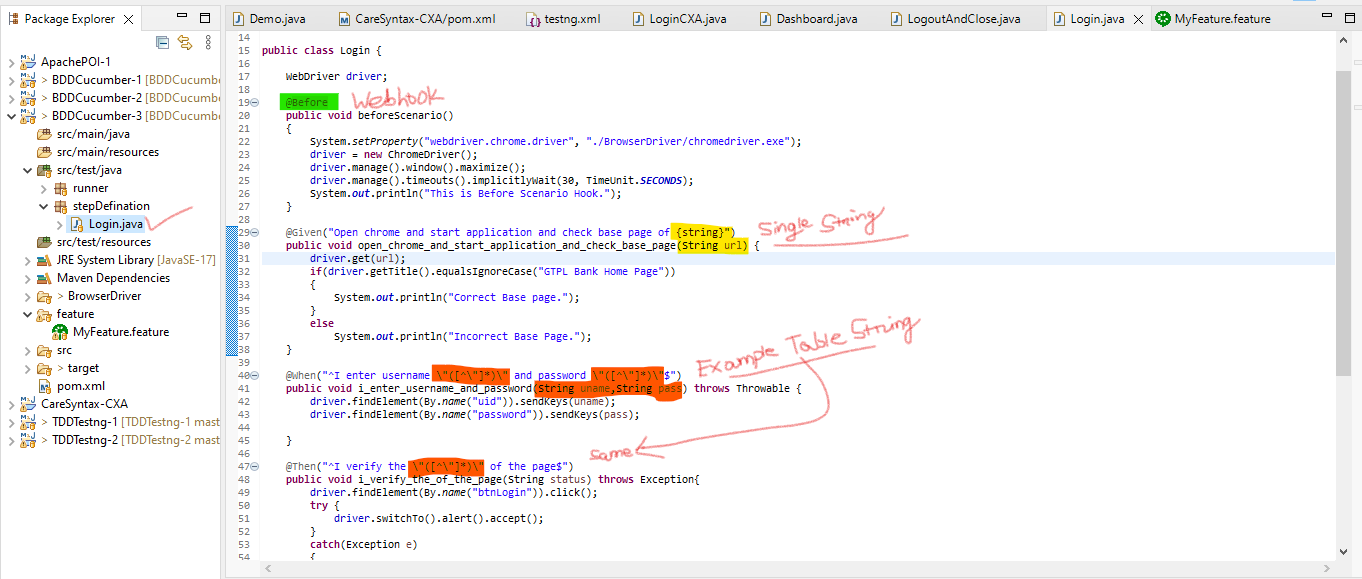 Package Explorer
Demo.java
CareSyntax-CXA/pom.xml
testng.xml
LoginCXA.java
Dashboard.java
LogoutAndClose.java
Login.java
MyFeature.feature
ApachePOI-1
> BDDCucumber-1 [BDDCucumbe
> BDDCucumber-2 [BDDCucumbe
> BDDCucumber-3 [BDDCucumbe
src/main/java
src/main/resources
src/test/java
runner
stepDefination
Login.java
src/test/resources
JRE System Library [JavaSE-17]
Maven Dependencies
> BrowserDriver
feature
MyFeature.feature
src
> target
pom.xml
CareSyntax-CXA
> TDDTestng-1 [TDDTestng-1 mast
> TDDTestng-2 [TDDTestng-2 mast
14
15 public class Login {
16
17 WebDriver driver;
18
19 @Before Webhook
20 public void beforeScenario()
21 {
22 System.setProperty("webdriver.chrome.driver", "./BrowserDriver/chromedriver.exe");
23 driver = new ChromeDriver();
24 driver.manage().window().maximize();
25 driver.manage().timeouts().implicitlyWait(30, TimeUnit.SECONDS);
26 System.out.println("This is Before Scenario Hook.");
27 }
28
29 @Given("Open chrome and start application and check base page of {string}") Single String
30 public void open_chrome_and_start_application_and_check_base_page(String url) {
31 driver.get(url);
32 if(driver.getTitle().equalsIgnoreCase("GTPL Bank Home Page"))
33 {
34 System.out.println("Correct Base page.");
35 }
36 else
37 System.out.println("Incorrect Base Page.");
38 }
39 Example Table String
40 @When("^I enter username \"([^\"]*)\" and password \"([^\"]*)\"$")
41 public void i_enter_username_and_password(String uname,String pass) throws Throwable {
42 driver.findElement(By.name("uid")).sendKeys(uname);
43 driver.findElement(By.name("password")).sendKeys(pass);
44
45 }
46 same
47 @Then("^I verify the \"([^\"]*)\" of the page$")
48 public void i_verify_the_of_the_page(String status) throws Exception{
49 driver.findElement(By.name("btnLogin")).click();
50 try {
51 driver.switchTo().alert().accept();
52 }
53 catch(Exception e)
54 {